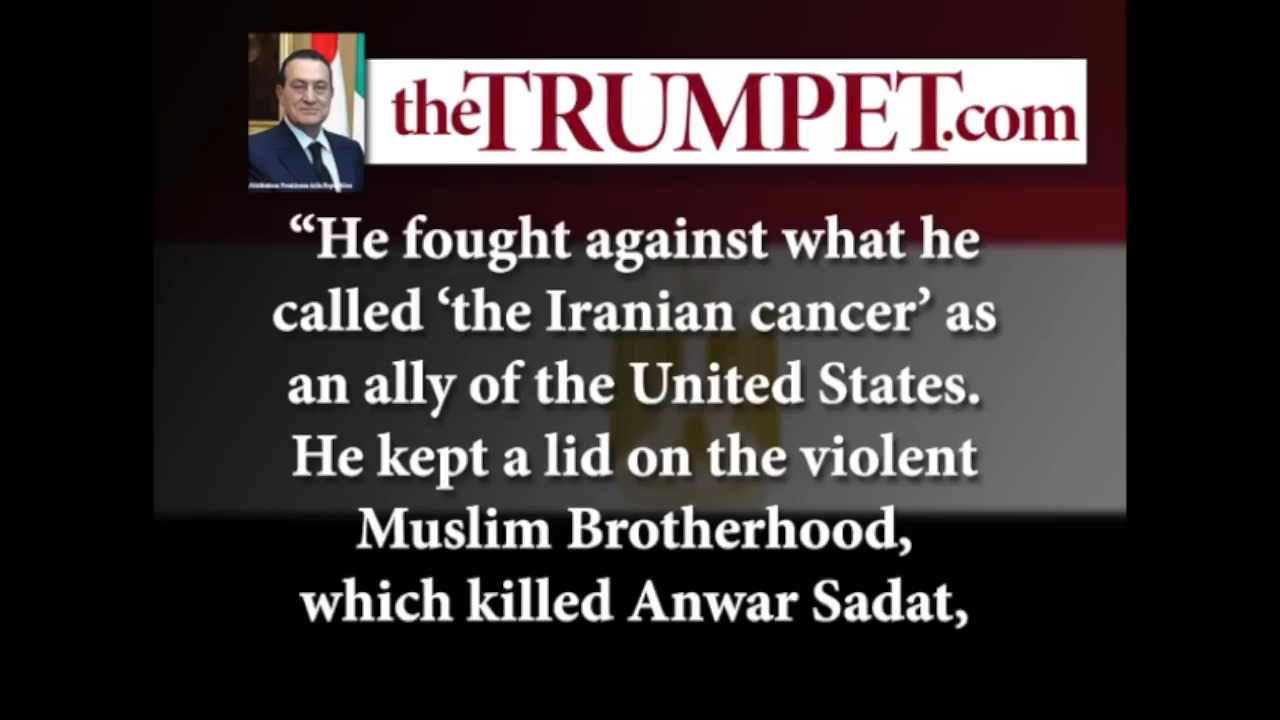 theTRUMPET.com
“He fought against what he
called ‘the Iranian cancer’ as
an ally of the United States.
He kept a lid on the violent
Muslim Brotherhood,
which killed Anwar Sadat,